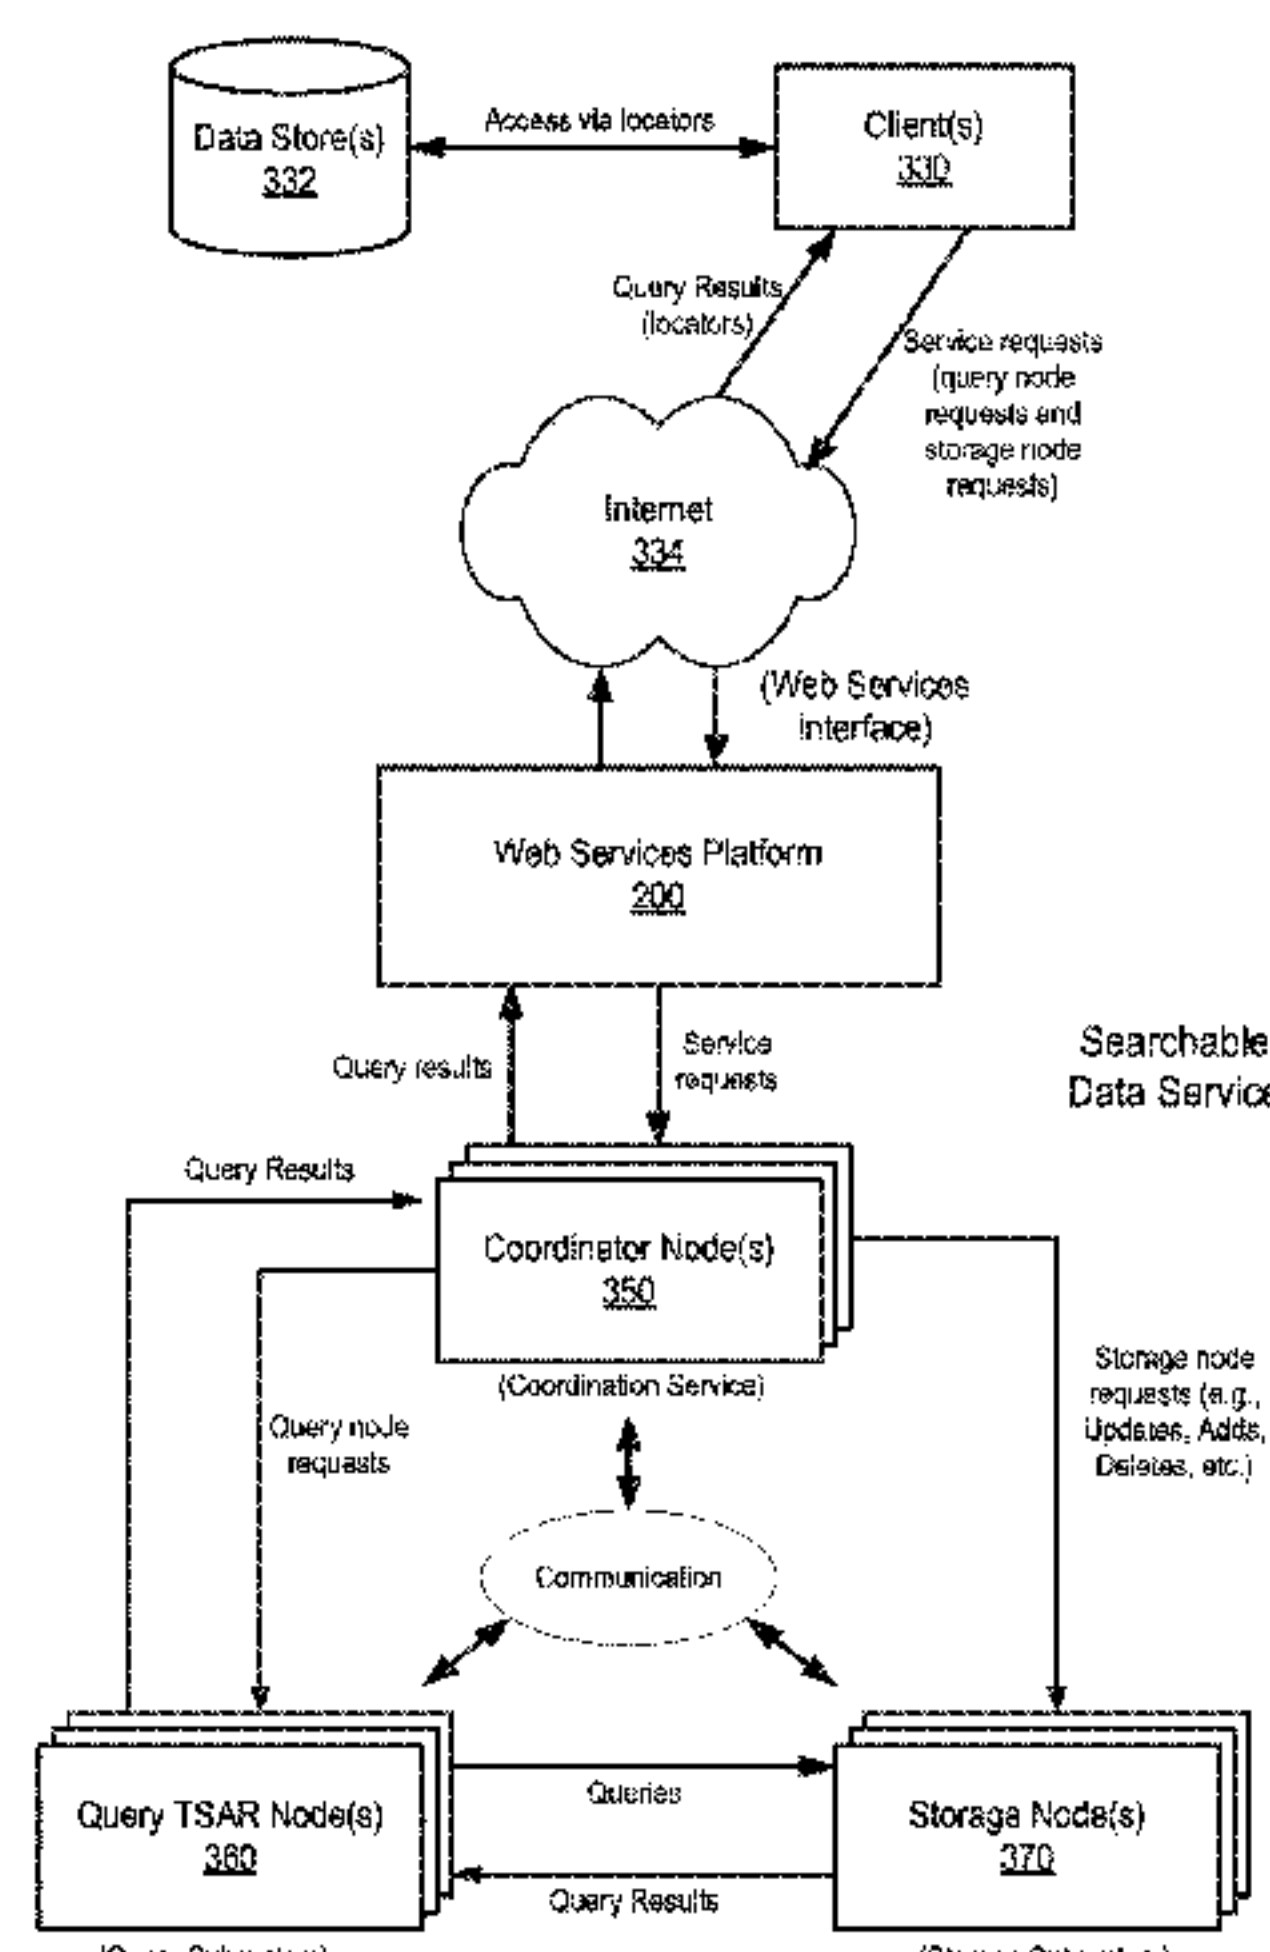 Data Store(s)
332
Access via locators
Client(s)
330
Query Results
(locators)
Service requests
(query node
requests and
storage node
requests)
Internet
334
(Web Services
interface)
Web Services Platform
200
Query results
Service
requests
Searchable
Data Service
Query Results
Coordinator Node(s)
350
(Coordination Service)
Query node
requests
Storage node
requests (e.g.,
Updates, Adds,
Deletes, etc.)
Communication
Query TSAR Node(s)
360
Queries
Query Results
Storage Node(s)
370